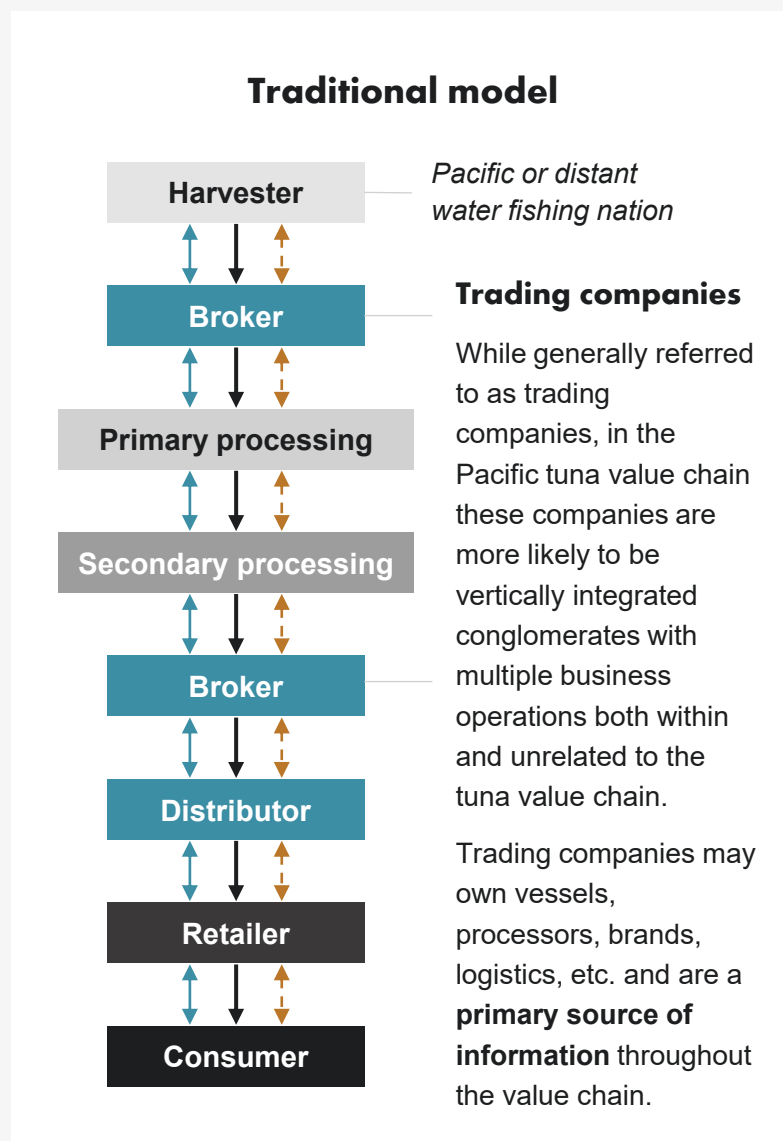 Traditional model
Harvester
Pacific or distant
water fishing nation
Broker
Trading companies
While generally referred
to as trading
companies, in the
Pacific tuna value chain
these companies are
more likely to be
vertically integrated
conglomerates with
multiple business
operations both within
and unrelated to the
tuna value chain.
Trading companies may
own vessels,
processors, brands,
logistics, etc. and are a
primary source of
information throughout
the value chain.
Primary processing
Secondary processing
Broker
Distributor
Retailer
Consumer